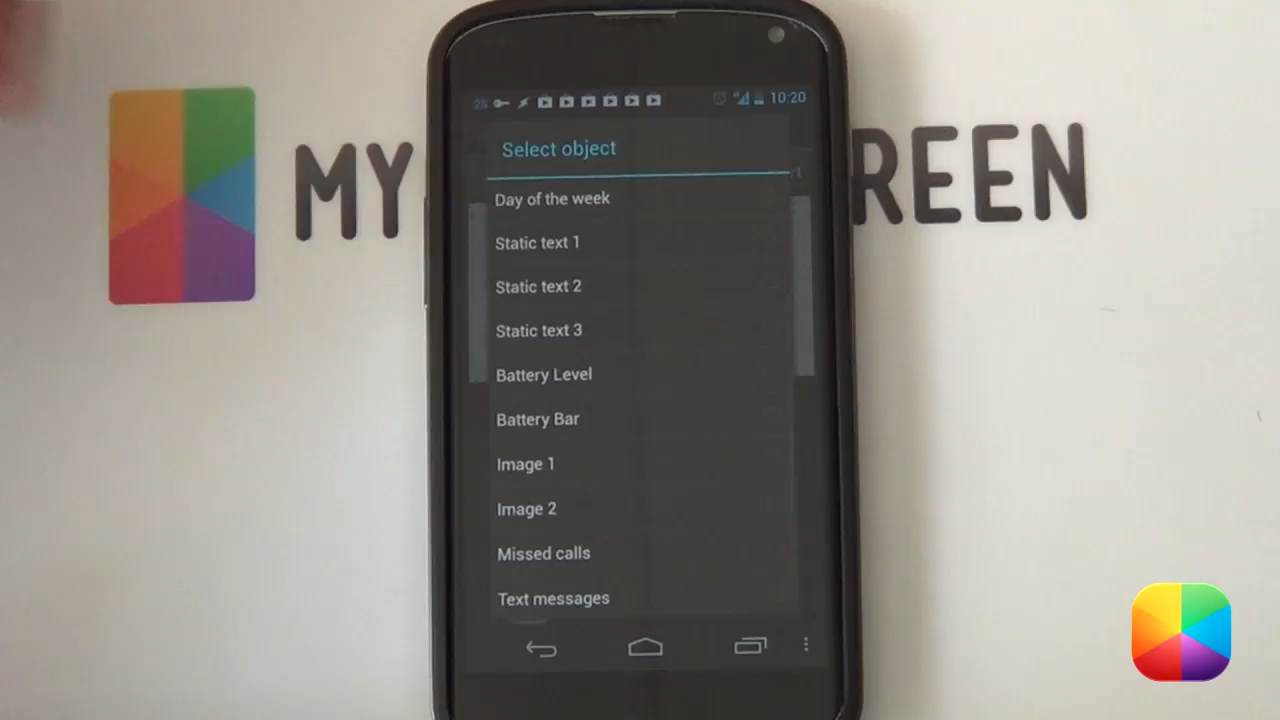 10:20
MY
REEN
Select object
Day of the week
Static text 1
Static text 2
Static text 3
Battery Level
Battery Bar
Image 1
Image 2
Missed calls
Text messages